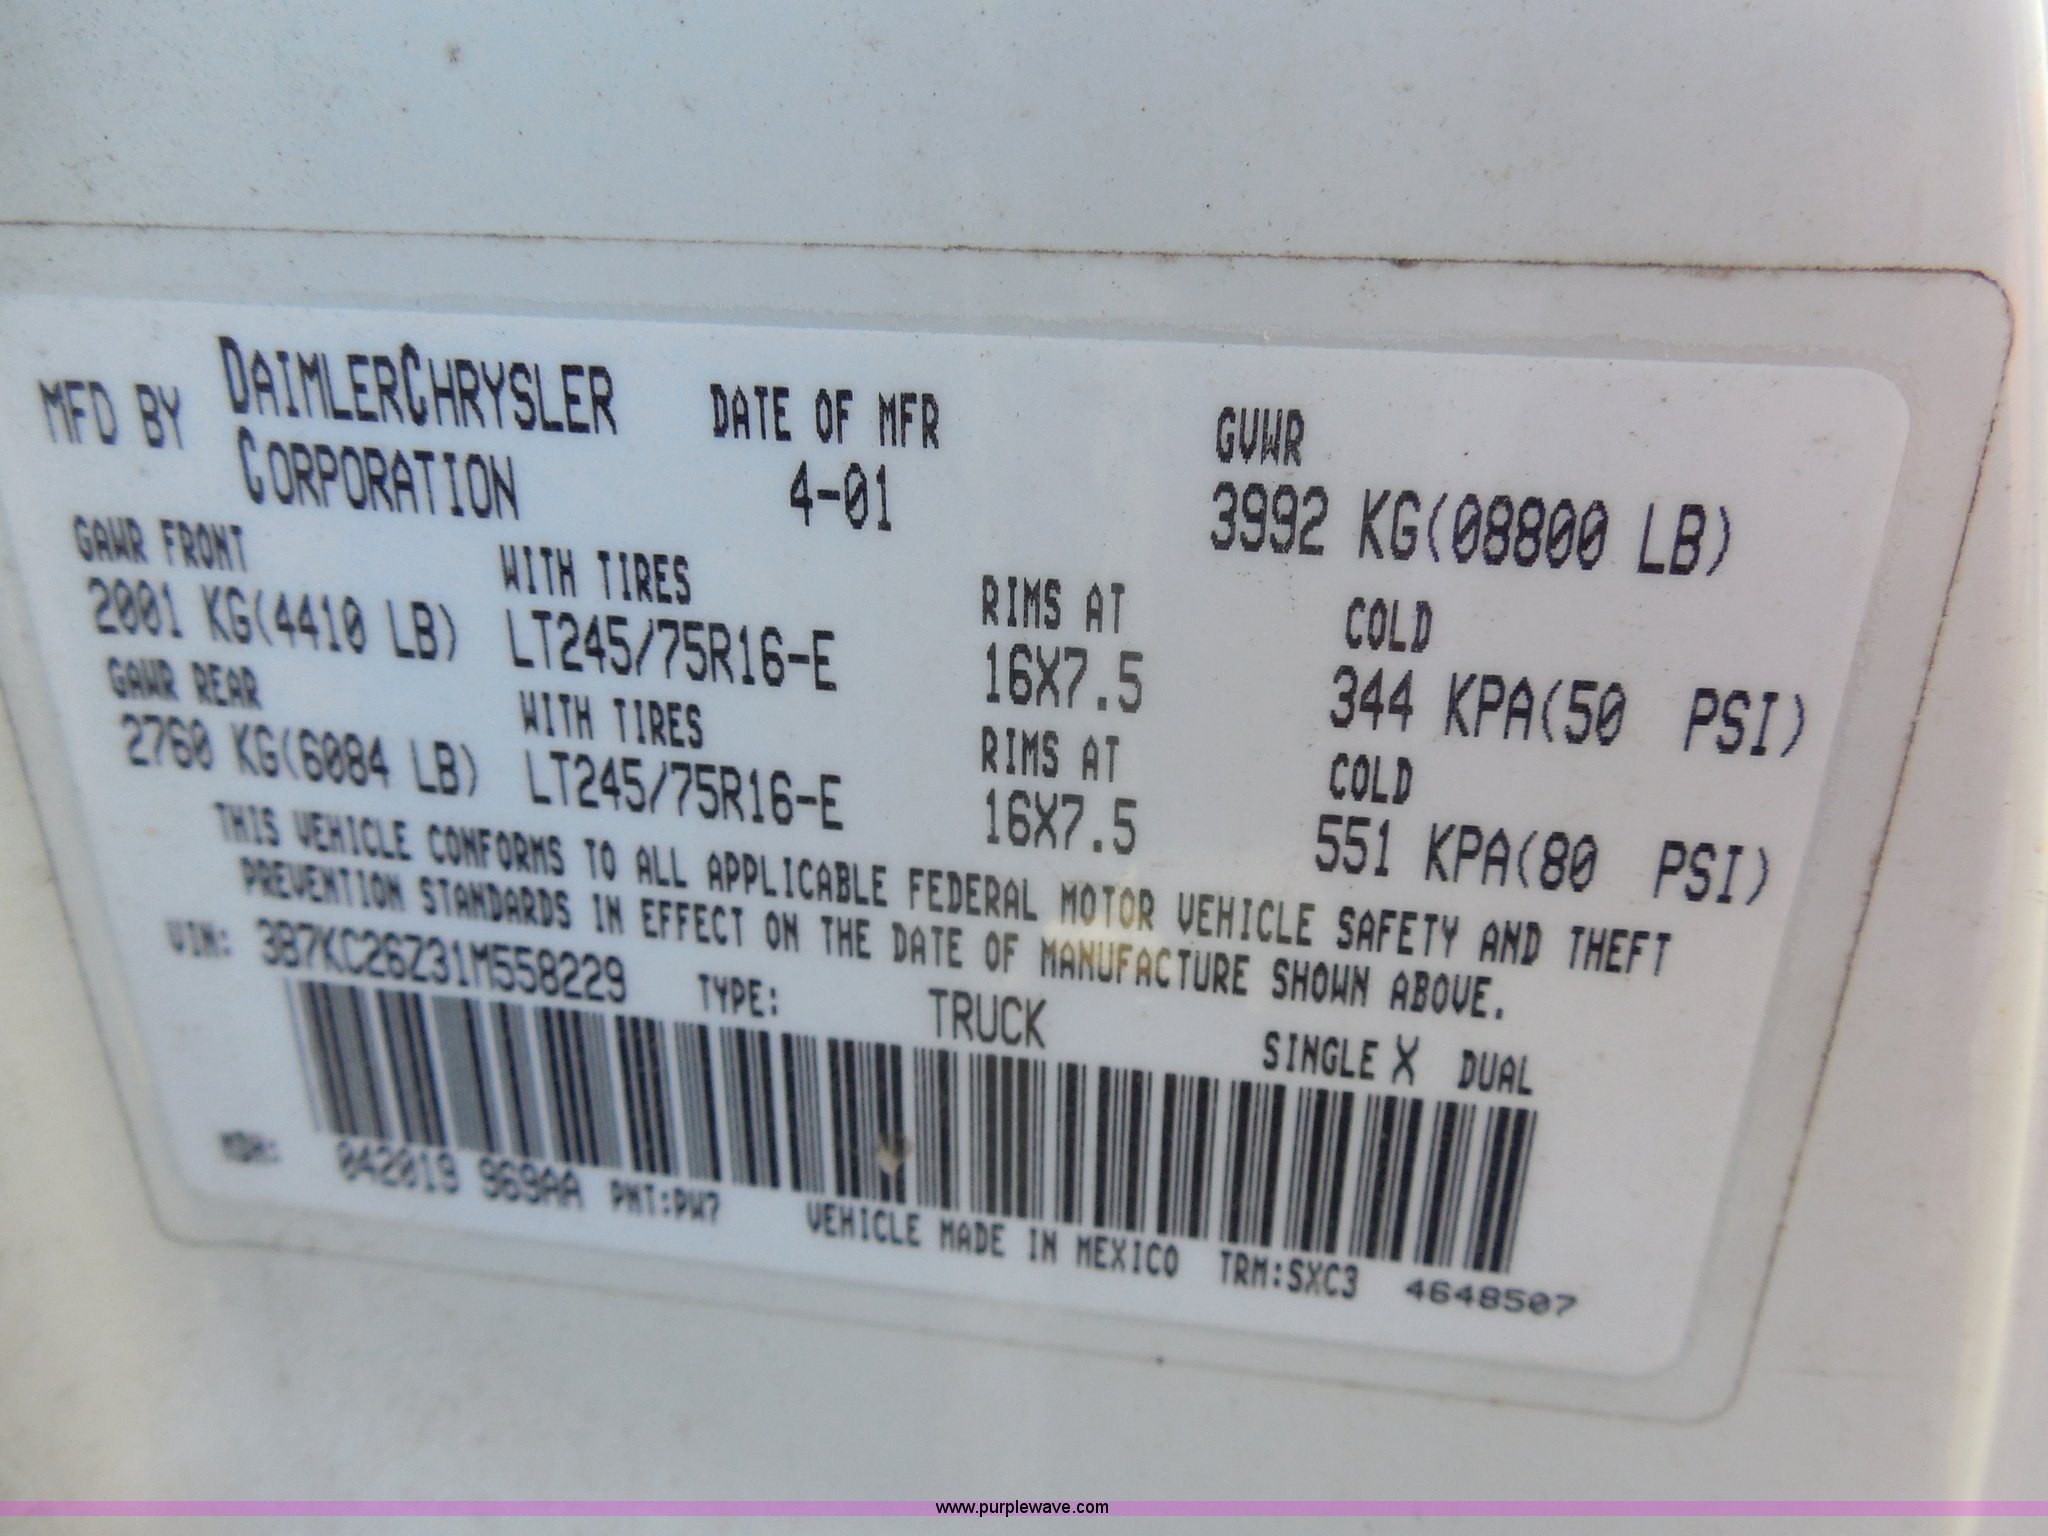 MFD BY DAIMLERCHRYSLER CORPORATION DATE OF MFR 4-01 GVWR 3992 KG(08800 LB)
GAWR FRONT WITH TIRES RIMS AT COLD
2001 KG(4410 LB) LT245/75R16-E 16X7.5 344 KPA(50 PSI)
GAWR REAR WITH TIRES RIMS AT COLD
2760 KG(6084 LB) LT245/75R16-E 16X7.5 551 KPA(80 PSI)
THIS VEHICLE CONFORMS TO ALL APPLICABLE FEDERAL MOTOR VEHICLE SAFETY AND THEFT
PREVENTION STANDARDS IN EFFECT ON THE DATE OF MANUFACTURE SHOWN ABOVE.
VIN: 3B7KC26Z31M558229 TYPE: TRUCK SINGLE X DUAL
MDH: 042019 969AA PNT:PW7 VEHICLE MADE IN MEXICO TRM:SXC3 4648507
www.purplewave.com